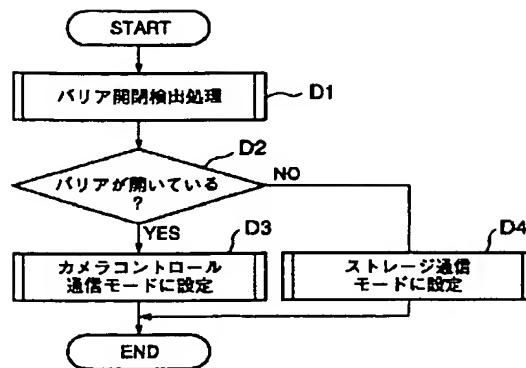 START
バリア開閉検出処理
D1
D2
バリアが開いている
?
NO
YES
D3
カメラコントロール
通信モードに設定
D4
ストレージ通信
モードに設定
END